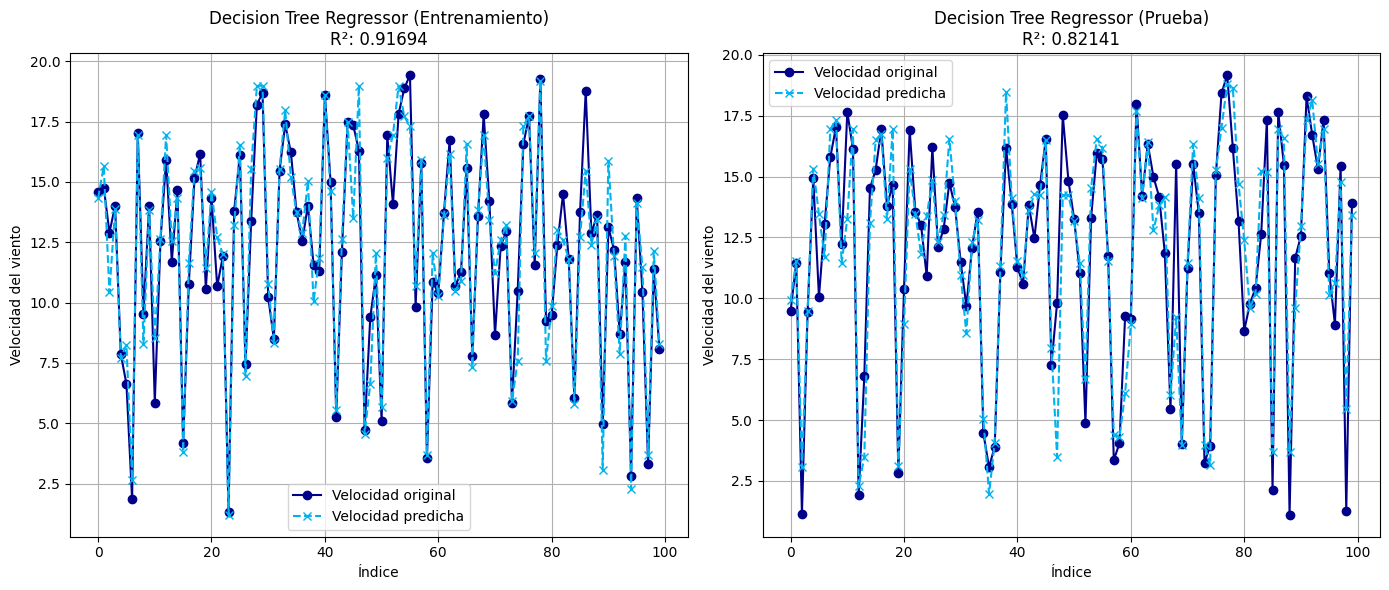 Decision Tree Regressor (Entrenamiento)
R²: 0.91694
Velocidad del viento
20.0
17.5
15.0
12.5
10.0
7.5
5.0
2.5
Velocidad original
Velocidad predicha
0
20
40
60
80
100
Índice
Decision Tree Regressor (Prueba)
R²: 0.82141
Velocidad del viento
20.0
17.5
15.0
12.5
10.0
7.5
5.0
2.5
Velocidad original
Velocidad predicha
0
20
40
60
80
100
Índice